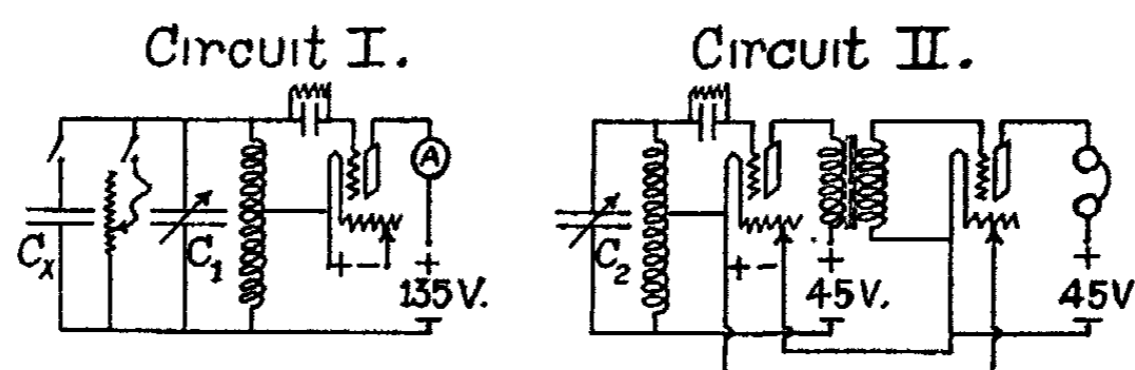 Circuit I.
Circuit II.
A
Cx
C1
+ -
+
135V.
-
C2
+ -
+
45V.
-
+
45V
-